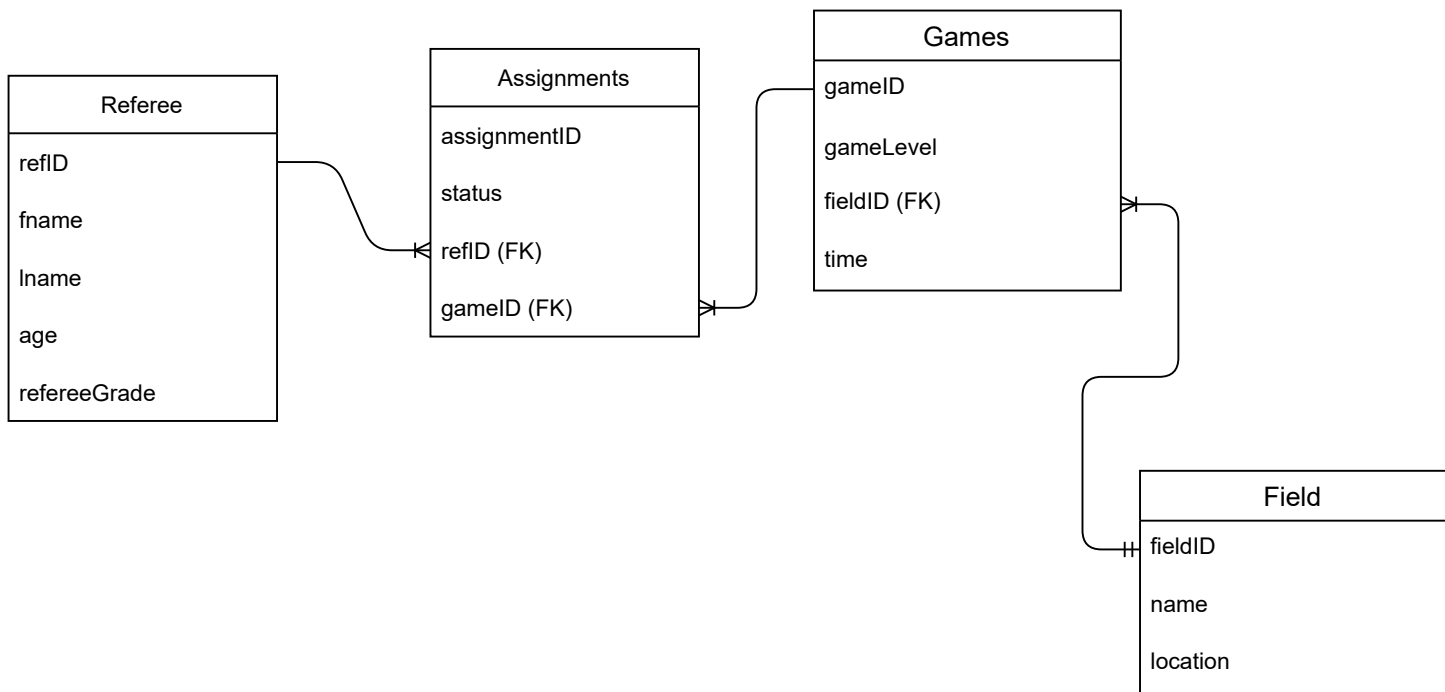 Referee
refID
fname
lname
age
refereeGrade
Assignments
assignmentID
status
refID (FK)
gameID (FK)
Games
gameID
gameLevel
fieldID (FK)
time
Field
fieldID
name
location